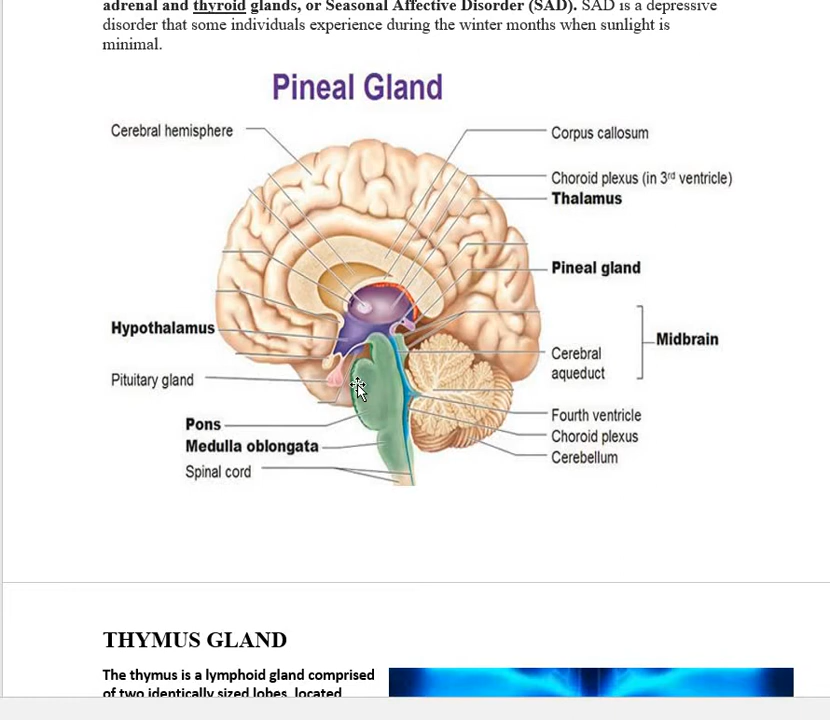 adrenal and thyroid glands, or Seasonal Affective Disorder (SAD). SAD is a depressive
disorder that some individuals experience during the winter months when sunlight is
minimal.
Pineal Gland
Cerebral hemisphere
Corpus callosum
Choroid plexus (in 3rd ventricle)
Thalamus
Pineal gland
Hypothalamus
Midbrain
Cerebral
aqueduct
Pituitary gland
Fourth ventricle
Pons
Choroid plexus
Medulla oblongata
Cerebellum
Spinal cord
THYMUS GLAND
The thymus is a lymphoid gland comprised
of two identically sized lobes, located